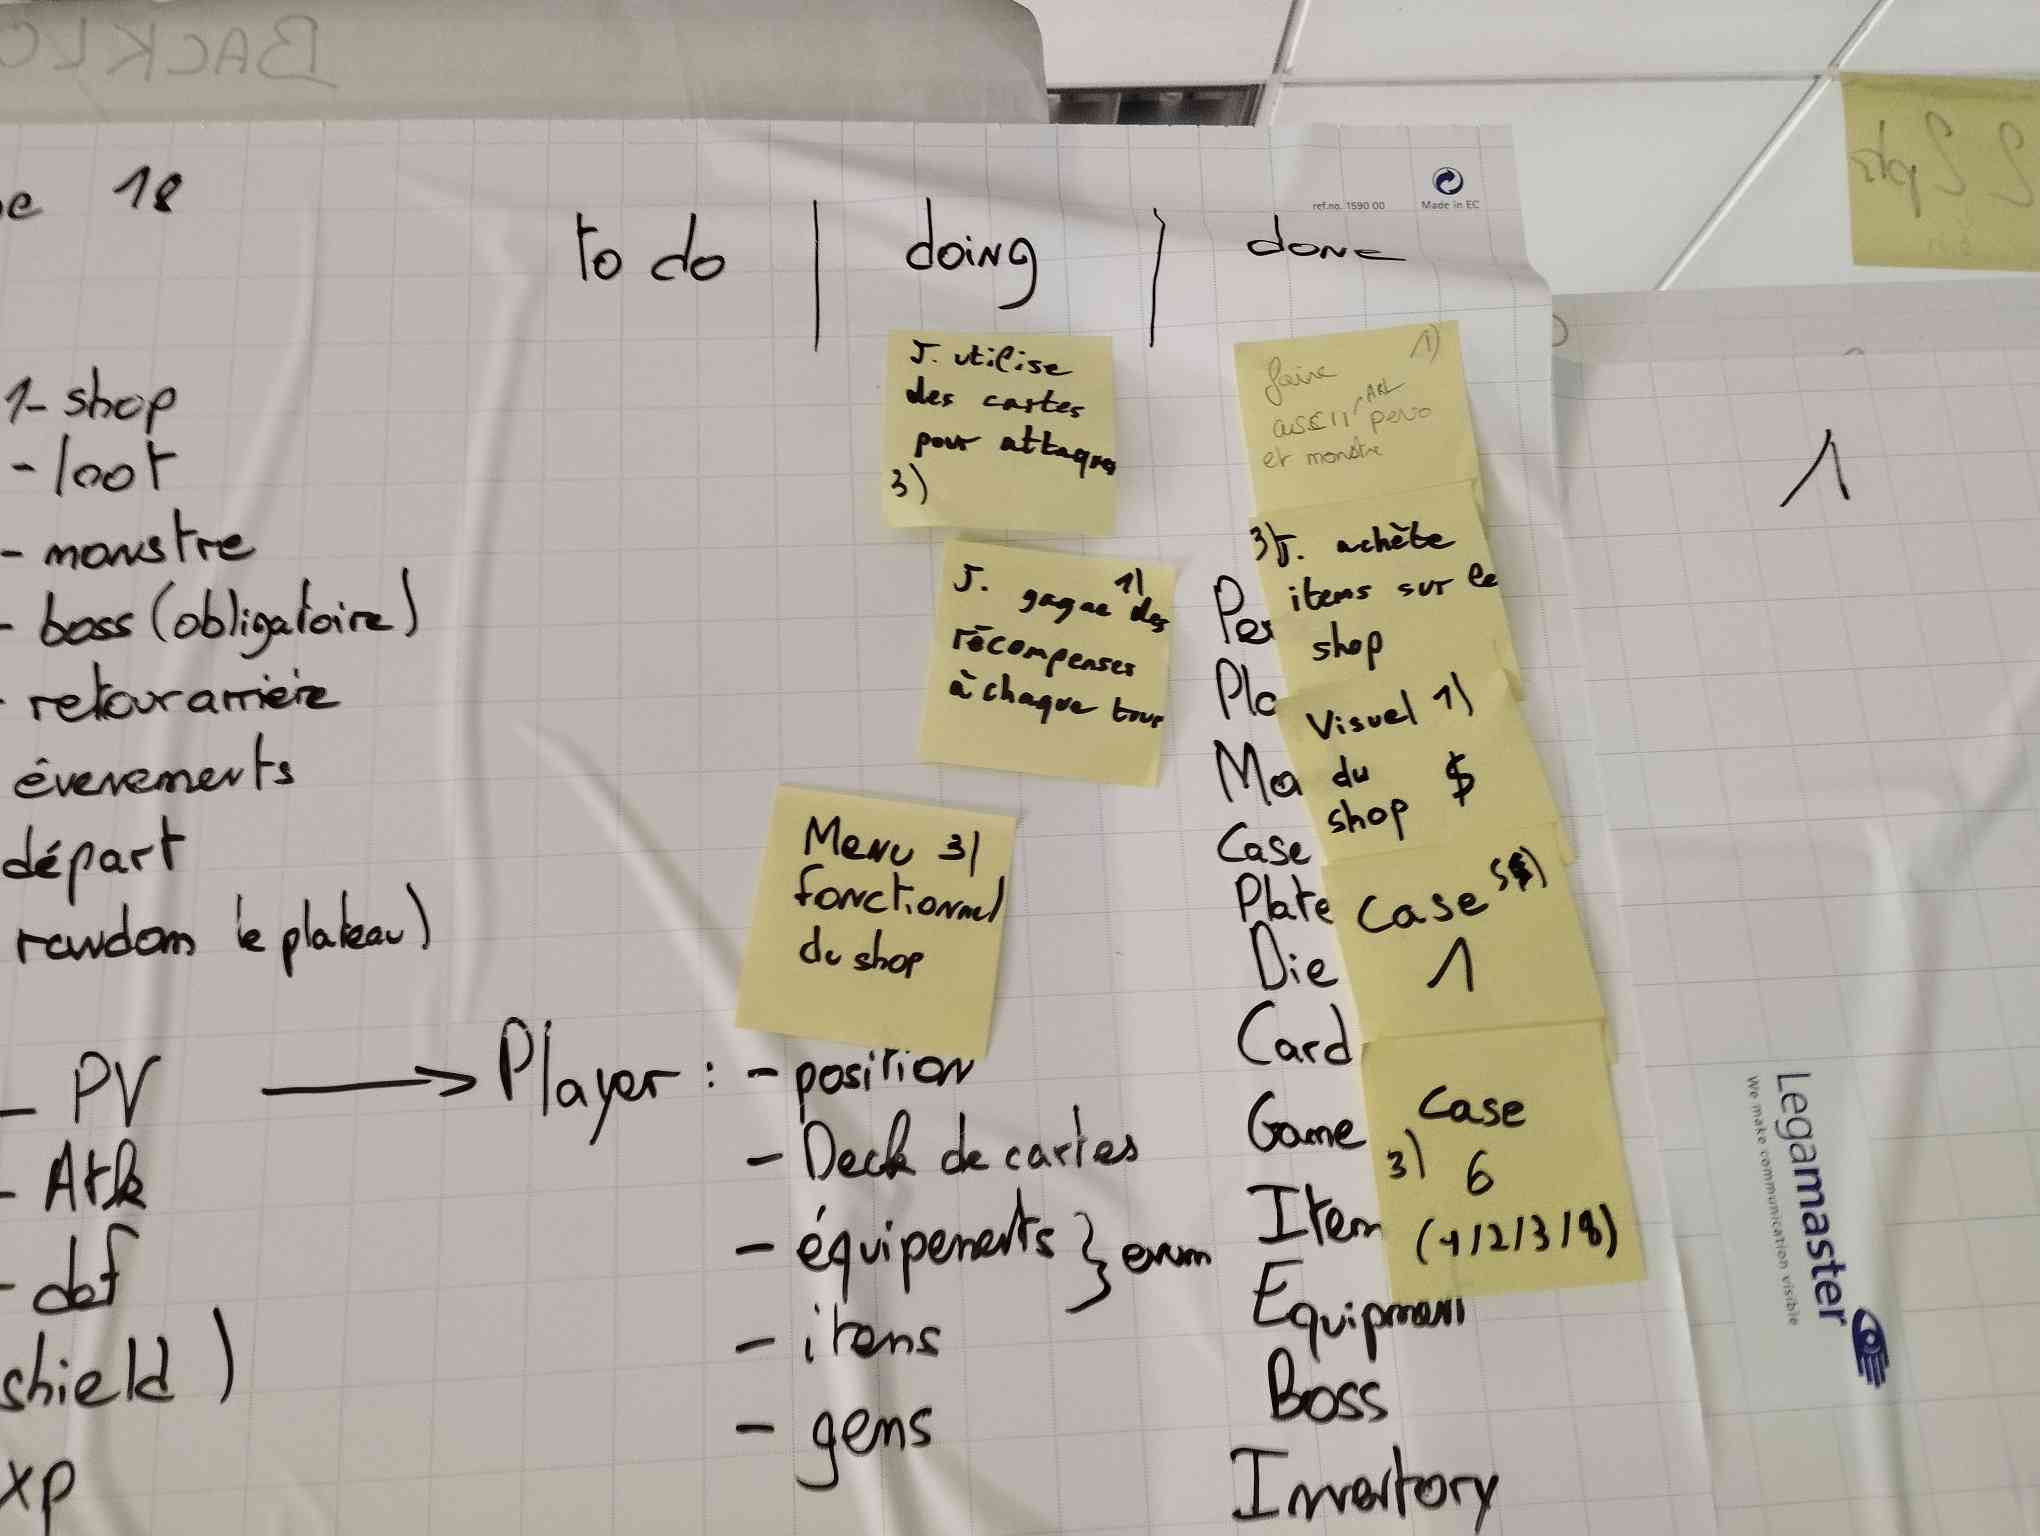 BACKLO
18
to do | doing | done
ref.no. 1590 00
Made in EC
2 2pts
1- shop
- loot
- monstre
- boss (obligatoire)
- retour arrière
évenements
départ
random le plateau)
J. utilise
des cartes
pour attaquer
3)
J. 1)
gagne des
récompenses
à chaque tour
Menu 3)
fonctionnel
du shop
1)
faire
ascii ART perso
et monstre
3) J. achète
items sur le
shop
Visuel 1)
du
shop $
Case
1
Case
3) 6
(1/2/3/8)
Per
Pla
Mo
Case
Plate
Die
Card
Game
Item
Equipment
Boss
Inventory
- PV → Player : - position
- Atk
- def
shield )
xp
- Deck de cartes
- équipements } enum
- items
- gems
1
Legamaster
We make communication visible